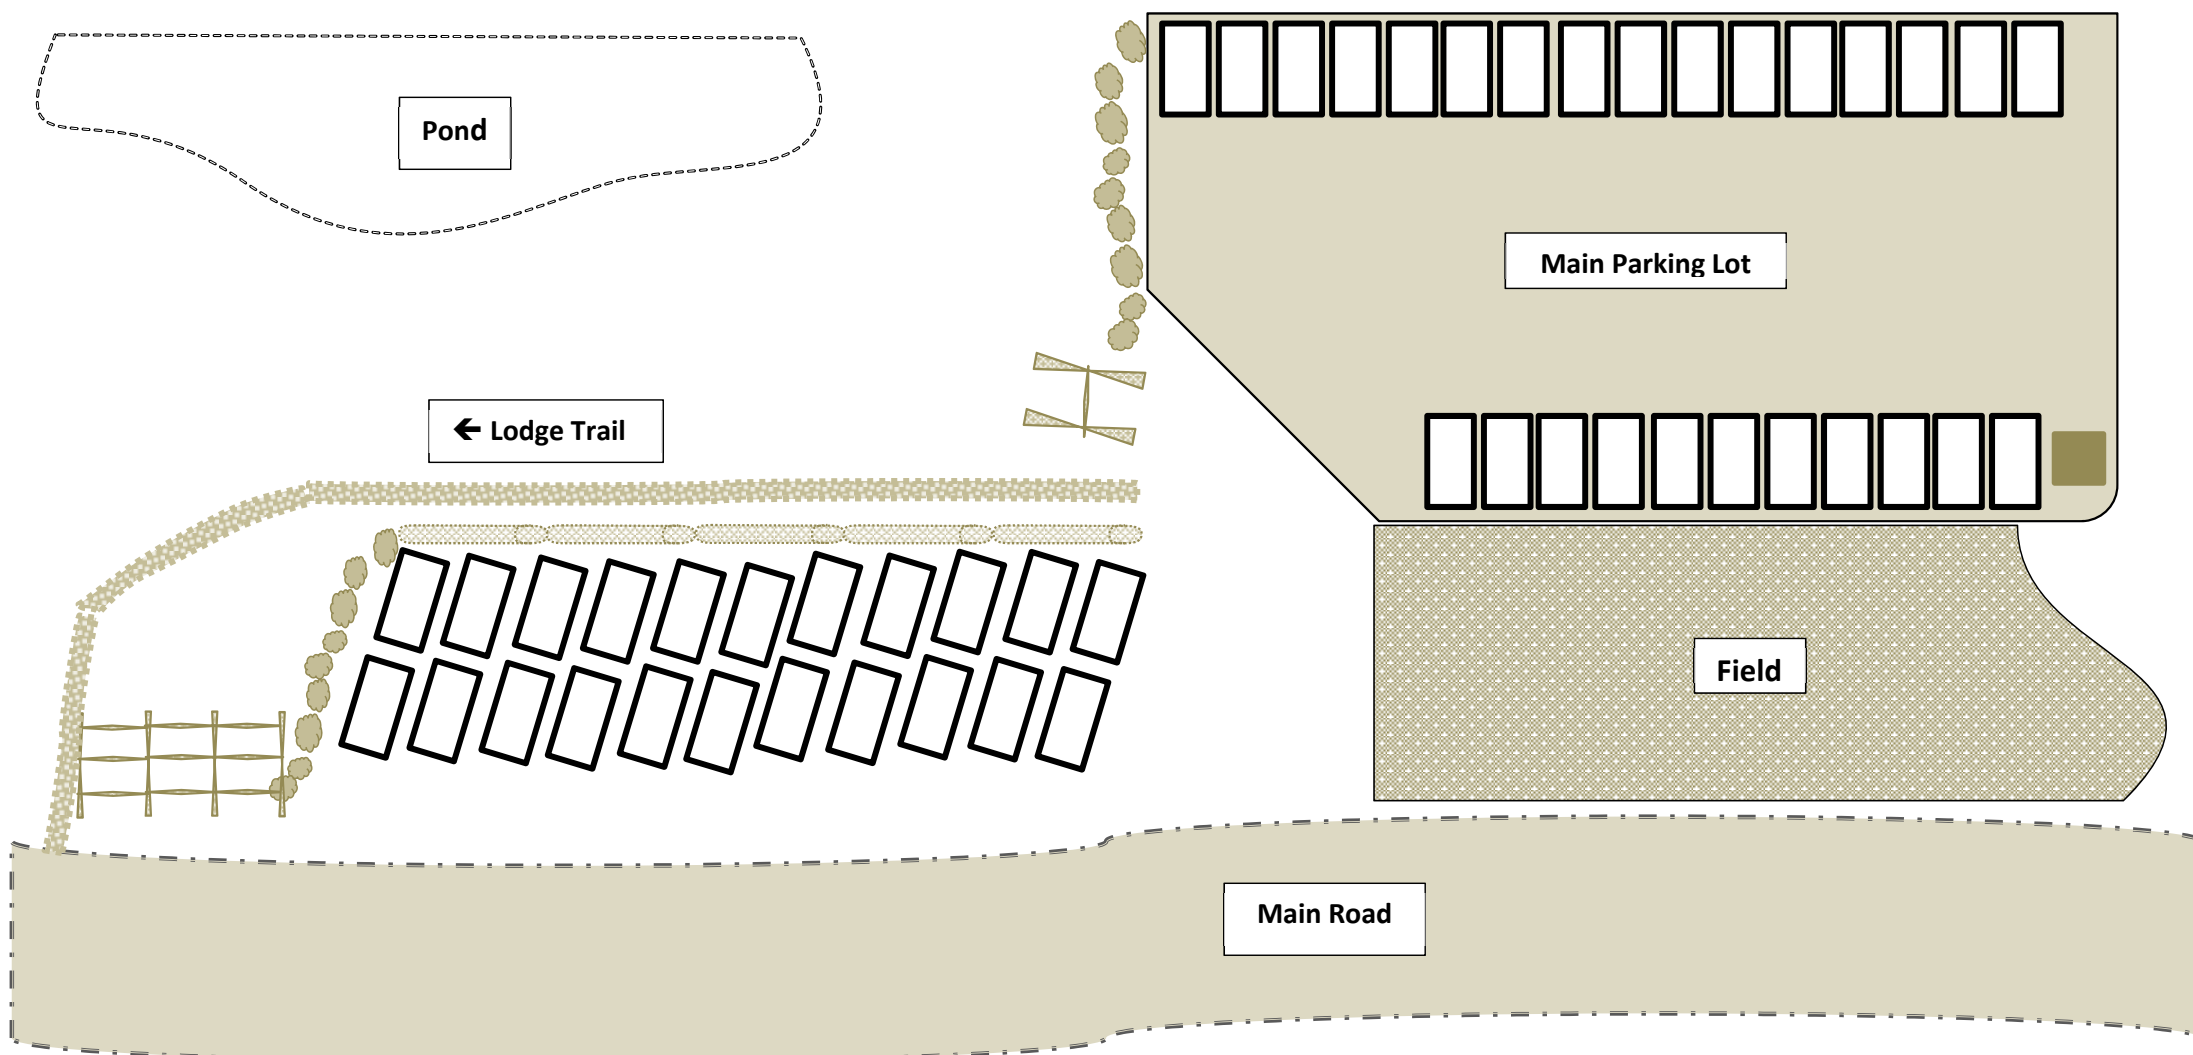 Pond
Main Parking Lot
← Lodge Trail
Field
Main Road